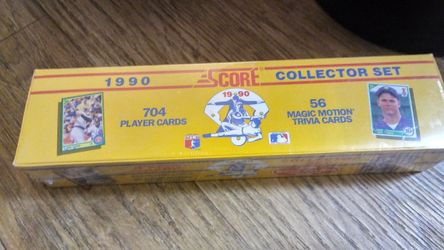 1990 SCORE COLLECTOR SET
1990
704
PLAYER CARDS
56
MAGIC MOTION
TRIVIA CARDS